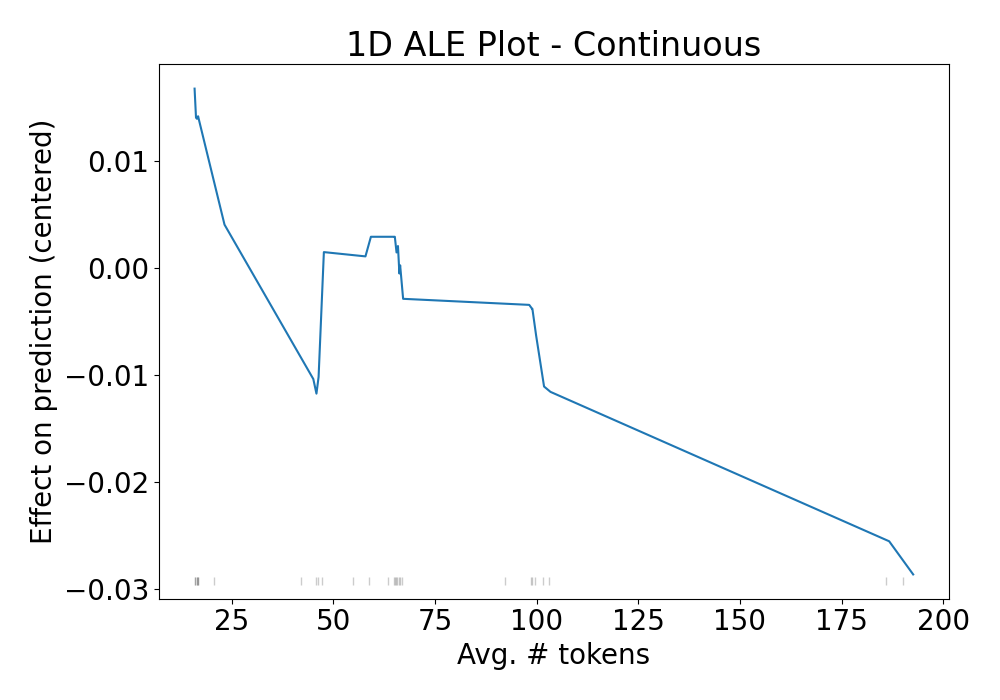 1D ALE Plot - Continuous
Effect on prediction (centered)
0.01
0.00
−0.01
−0.02
−0.03
25 50 75 100 125 150 175 200
Avg. # tokens